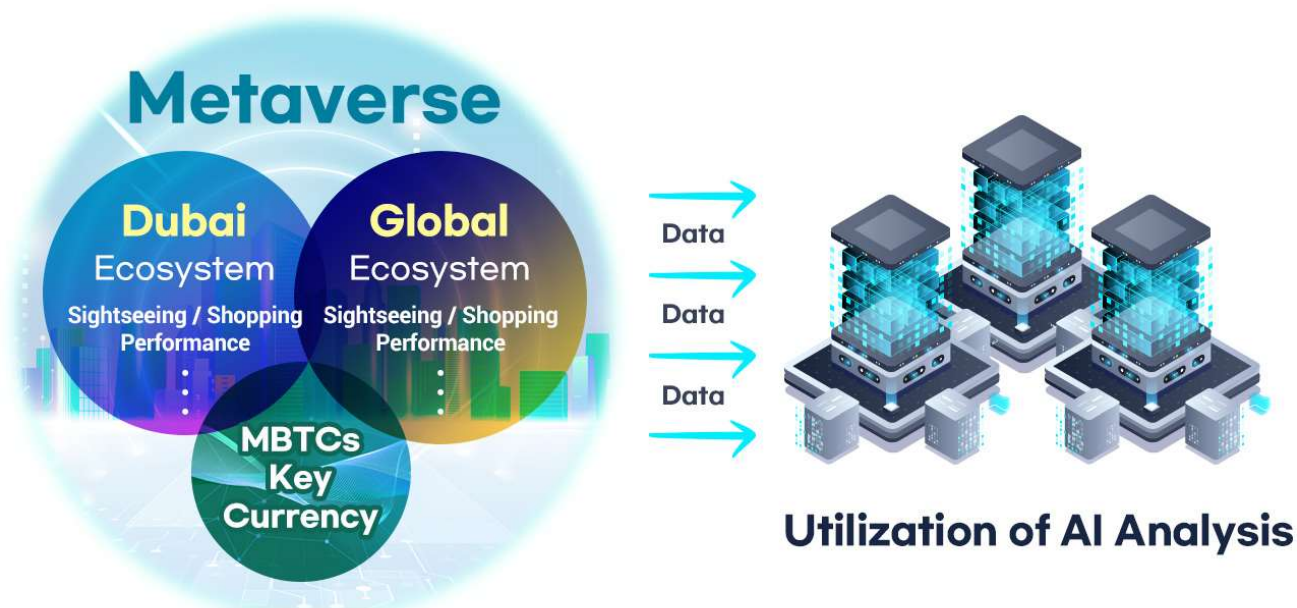 Metaverse
Dubai
Ecosystem
Sightseeing / Shopping
Performance
Global
Ecosystem
Sightseeing / Shopping
Performance
MBTCs
Key
Currency
Data
Data
Data
Utilization of AI Analysis